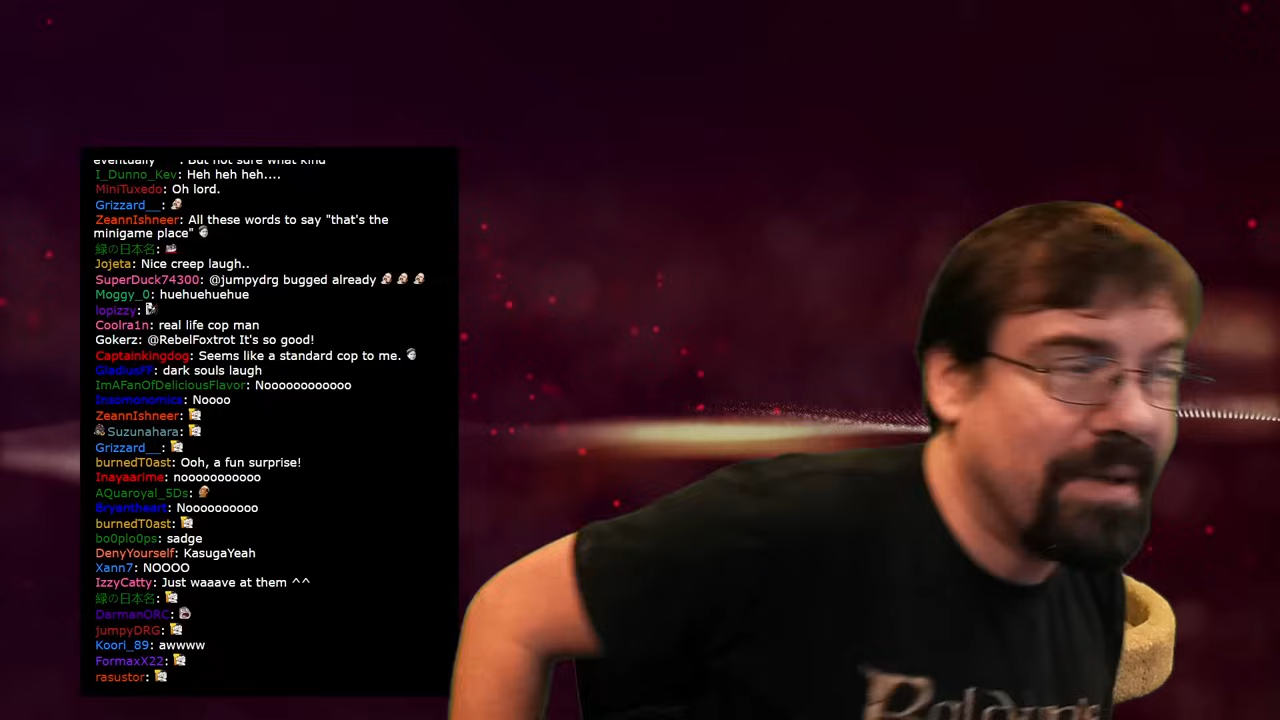 eventually : But not sure what kind
I_Dunno_Kev: Heh heh heh....
MiniTuxedo: Oh lord.
Grizzard__:
ZeannIshneer: All these words to say "that's the
minigame place"
緑の日本名:
Jojeta: Nice creep laugh..
SuperDuck74300: @jumpydrg bugged already
Moggy_0: huehuehuehue
lopizzy:
Coolra1n: real life cop man
Gokerz: @RebelFoxtrot It's so good!
Captainkingdog: Seems like a standard cop to me.
GladiusFF: dark souls laugh
ImAFanOfDeliciousFlavor: Noooooooooooo
Insomonomics: Noooo
ZeannIshneer:
Suzunahara:
Grizzard__:
burnedT0ast: Ooh, a fun surprise!
Inayaarime: nooooooooooo
AQuaroyal_5Ds:
Bryantheart: Noooooooooo
burnedT0ast:
bo0plo0ps: sadge
DenyYourself: KasugaYeah
Xann7: NOOOO
IzzyCatty: Just waaave at them ^^
緑の日本名:
DarmanORC:
jumpyDRG:
Koori_89: awwww
FormaxX22:
rasustor:
Baldur's